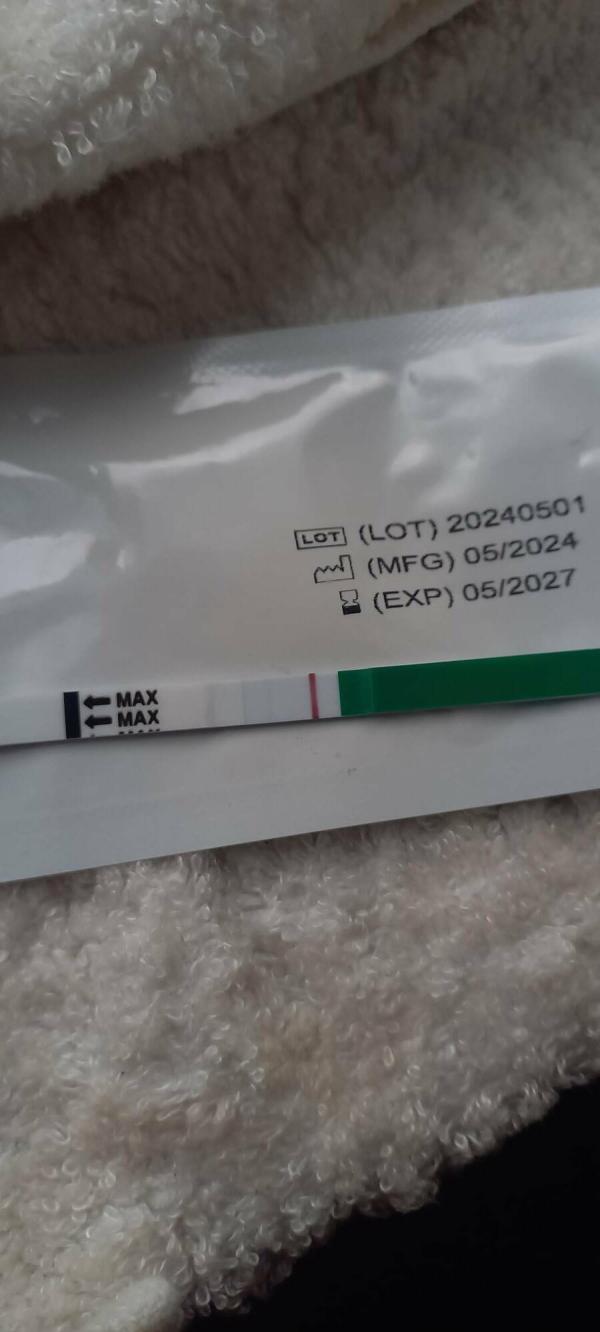 LOT (LOT) 20240501
(MFG) 05/2024
(EXP) 05/2027
MAX
MAX